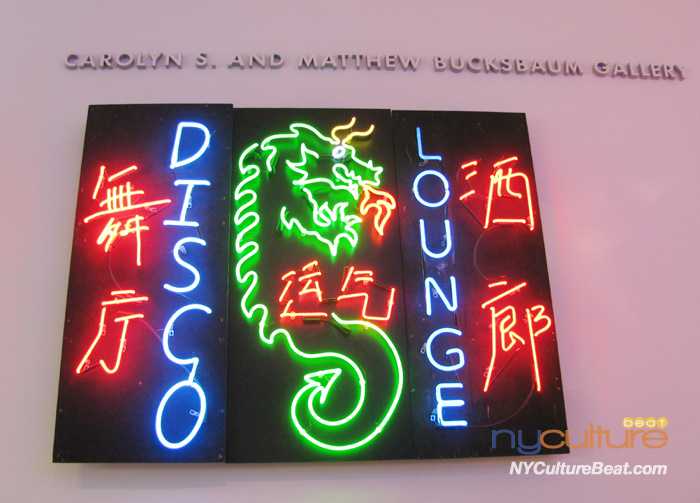 CAROLYN S. AND MATTHEW BUCKSBAUM GALLERY
舞厅
DISCO
运气
LOUNGE
酒廊
nyculture beat
NYCultureBeat.com